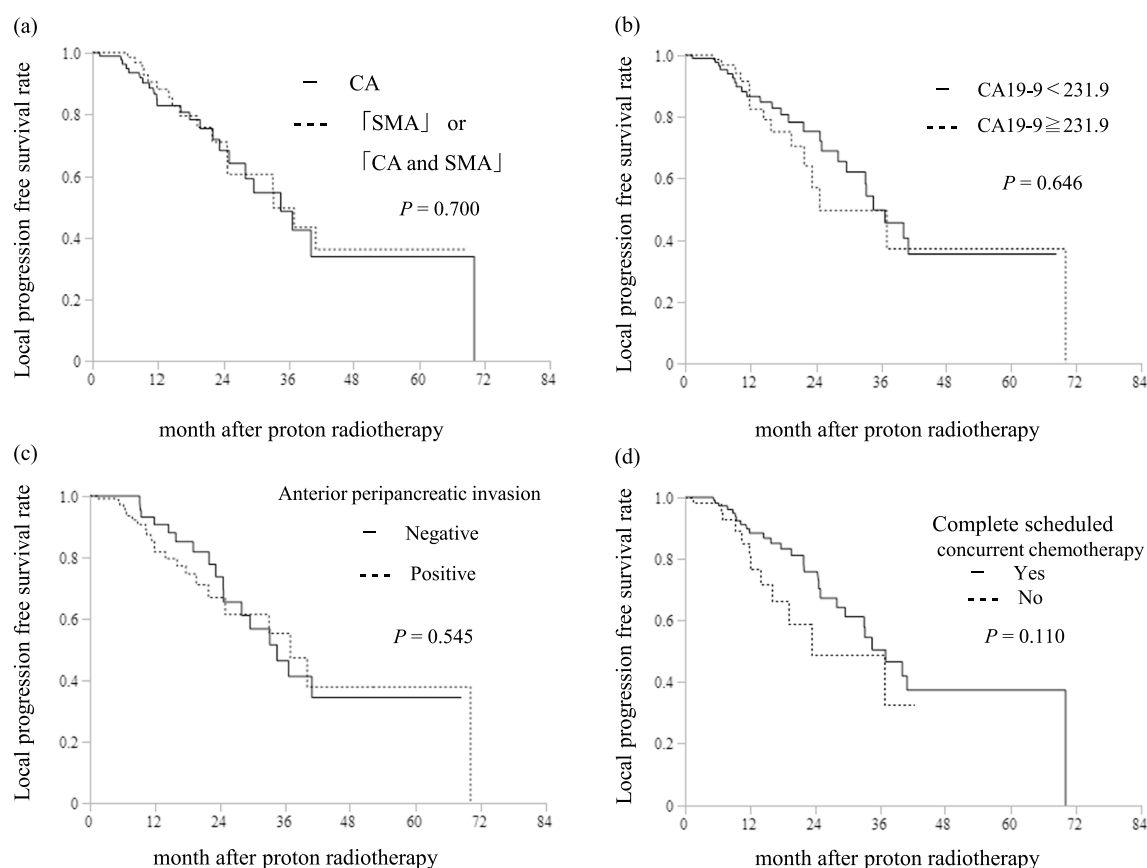 (a)
Local progression free survival rate
1.0
0.8
0.6
0.4
0.2
0
0 12 24 36 48 60 72 84
month after proton radiotherapy
CA
「SMA」 or
「CA and SMA」
P = 0.700
(b)
Local progression free survival rate
1.0
0.8
0.6
0.4
0.2
0
0 12 24 36 48 60 72 84
month after proton radiotherapy
CA19-9＜231.9
CA19-9≧231.9
P = 0.646
(c)
Local progression free survival rate
1.0
0.8
0.6
0.4
0.2
0
0 12 24 36 48 60 72 84
month after proton radiotherapy
Anterior peripancreatic invasion
Negative
Positive
P = 0.545
(d)
Local progression free survival rate
1.0
0.8
0.6
0.4
0.2
0
0 12 24 36 48 60 72 84
month after proton radiotherapy
Complete scheduled
concurrent chemotherapy
Yes
No
P = 0.110